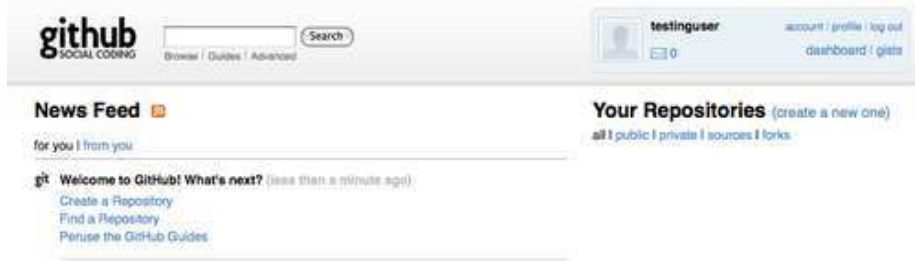 github
SOCIAL CODING
Search
Browse | Guides | Advanced
testinguser
account | profile | log out
0
dashboard | gists
News Feed
for you | from you
git Welcome to GitHub! What's next? (less than a minute ago)
Create a Repository
Find a Repository
Peruse the GitHub Guides
Your Repositories (create a new one)
all | public | private | sources | forks